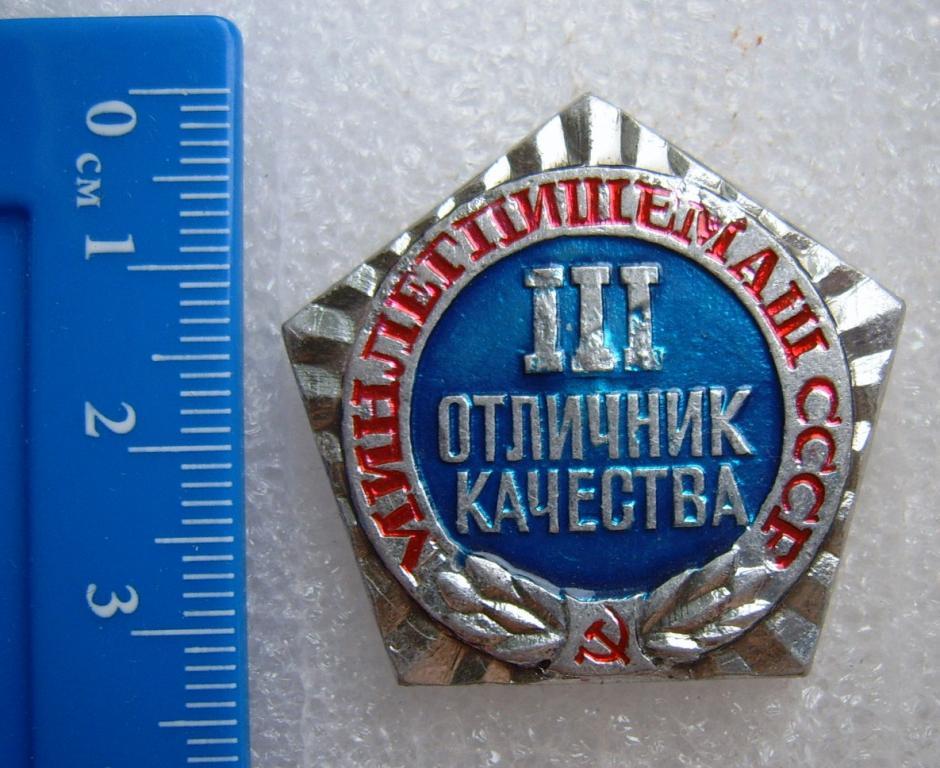 МИНЛЕГПИЩЕМАШ СССР
III
ОТЛИЧНИК
КАЧЕСТВА
0 см
1
2
3